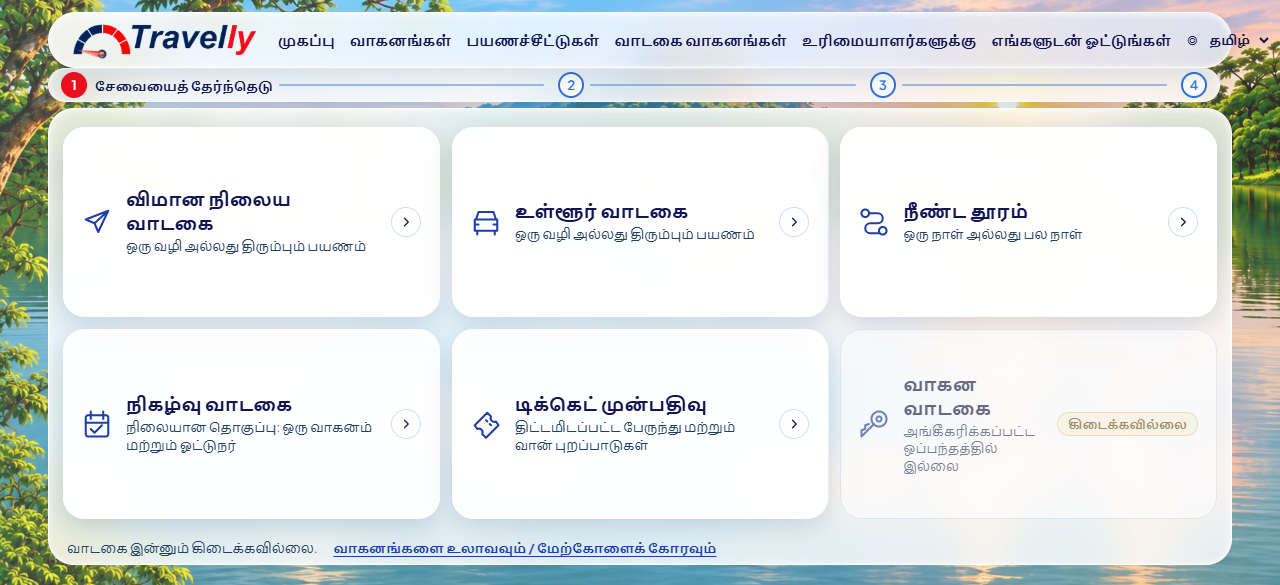 Travelly
முகப்பு வாகனங்கள் பயணச்சீட்டுகள் வாடகை வாகனங்கள் உரிமையாளர்களுக்கு எங்களுடன் ஓட்டுங்கள் தமிழ்
1 சேவையைத் தேர்ந்தெடு 2 3 4
விமான நிலைய
வாடகை
ஒரு வழி அல்லது திரும்பும் பயணம்
உள்ளூர் வாடகை
ஒரு வழி அல்லது திரும்பும் பயணம்
நீண்ட தூரம்
ஒரு நாள் அல்லது பல நாள்
நிகழ்வு வாடகை
நிலையான தொகுப்பு: ஒரு வாகனம்
மற்றும் ஓட்டுநர்
டிக்கெட் முன்பதிவு
திட்டமிடப்பட்ட பேருந்து மற்றும்
வான் புறப்பாடுகள்
வாகன
வாடகை
அங்கீகரிக்கப்பட்ட
ஒப்பந்தத்தில்
இல்லை
கிடைக்கவில்லை
வாடகை இன்னும் கிடைக்கவில்லை. வாகனங்களை உலாவவும் / மேற்கோளைக் கோரவும்